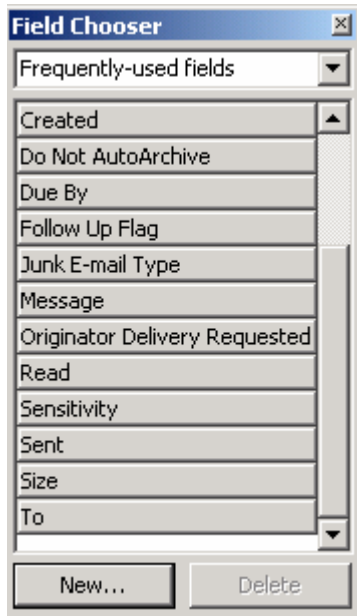 Field Chooser
Frequently-used fields
Created
Do Not AutoArchive
Due By
Follow Up Flag
Junk E-mail Type
Message
Originator Delivery Requested
Read
Sensitivity
Sent
Size
To
New...
Delete